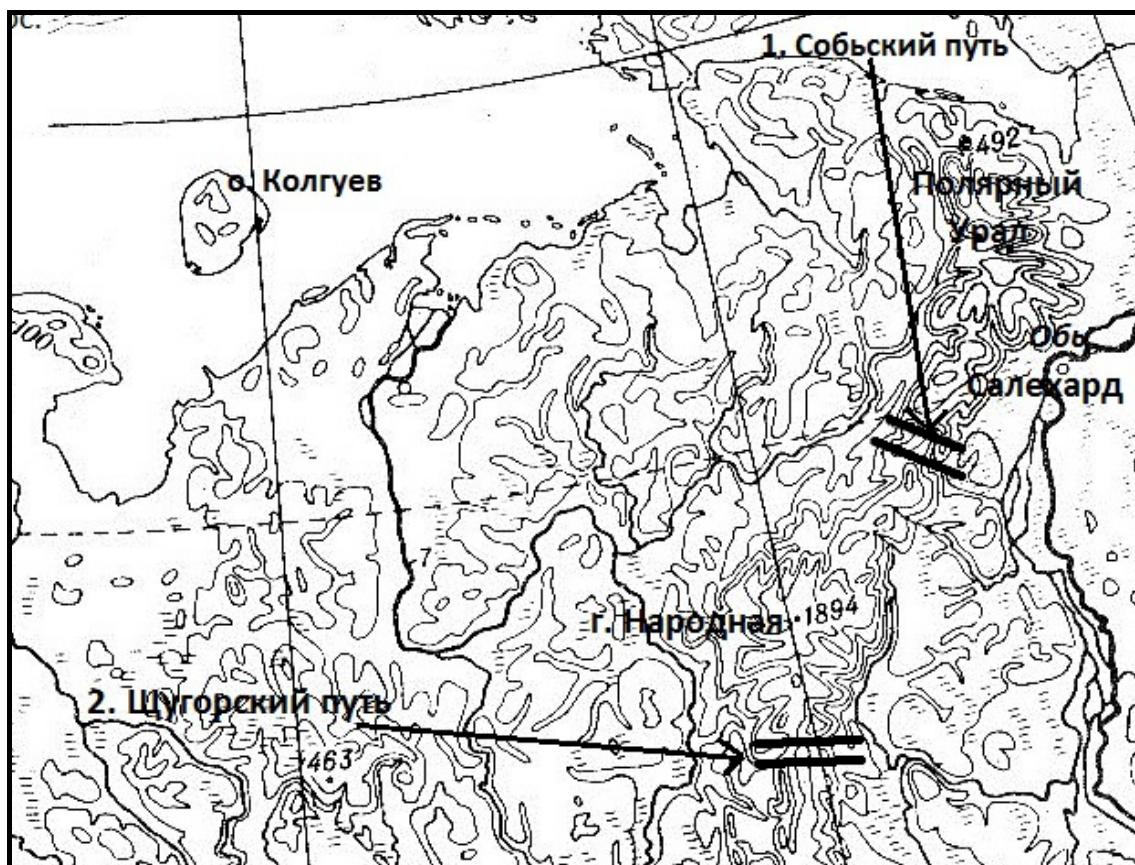 1. Собьский путь
492
о. Колгуев
Полярный
Урал
100
Обь
Салехард
7
г. Народная
1894
2. Щугорский путь
463